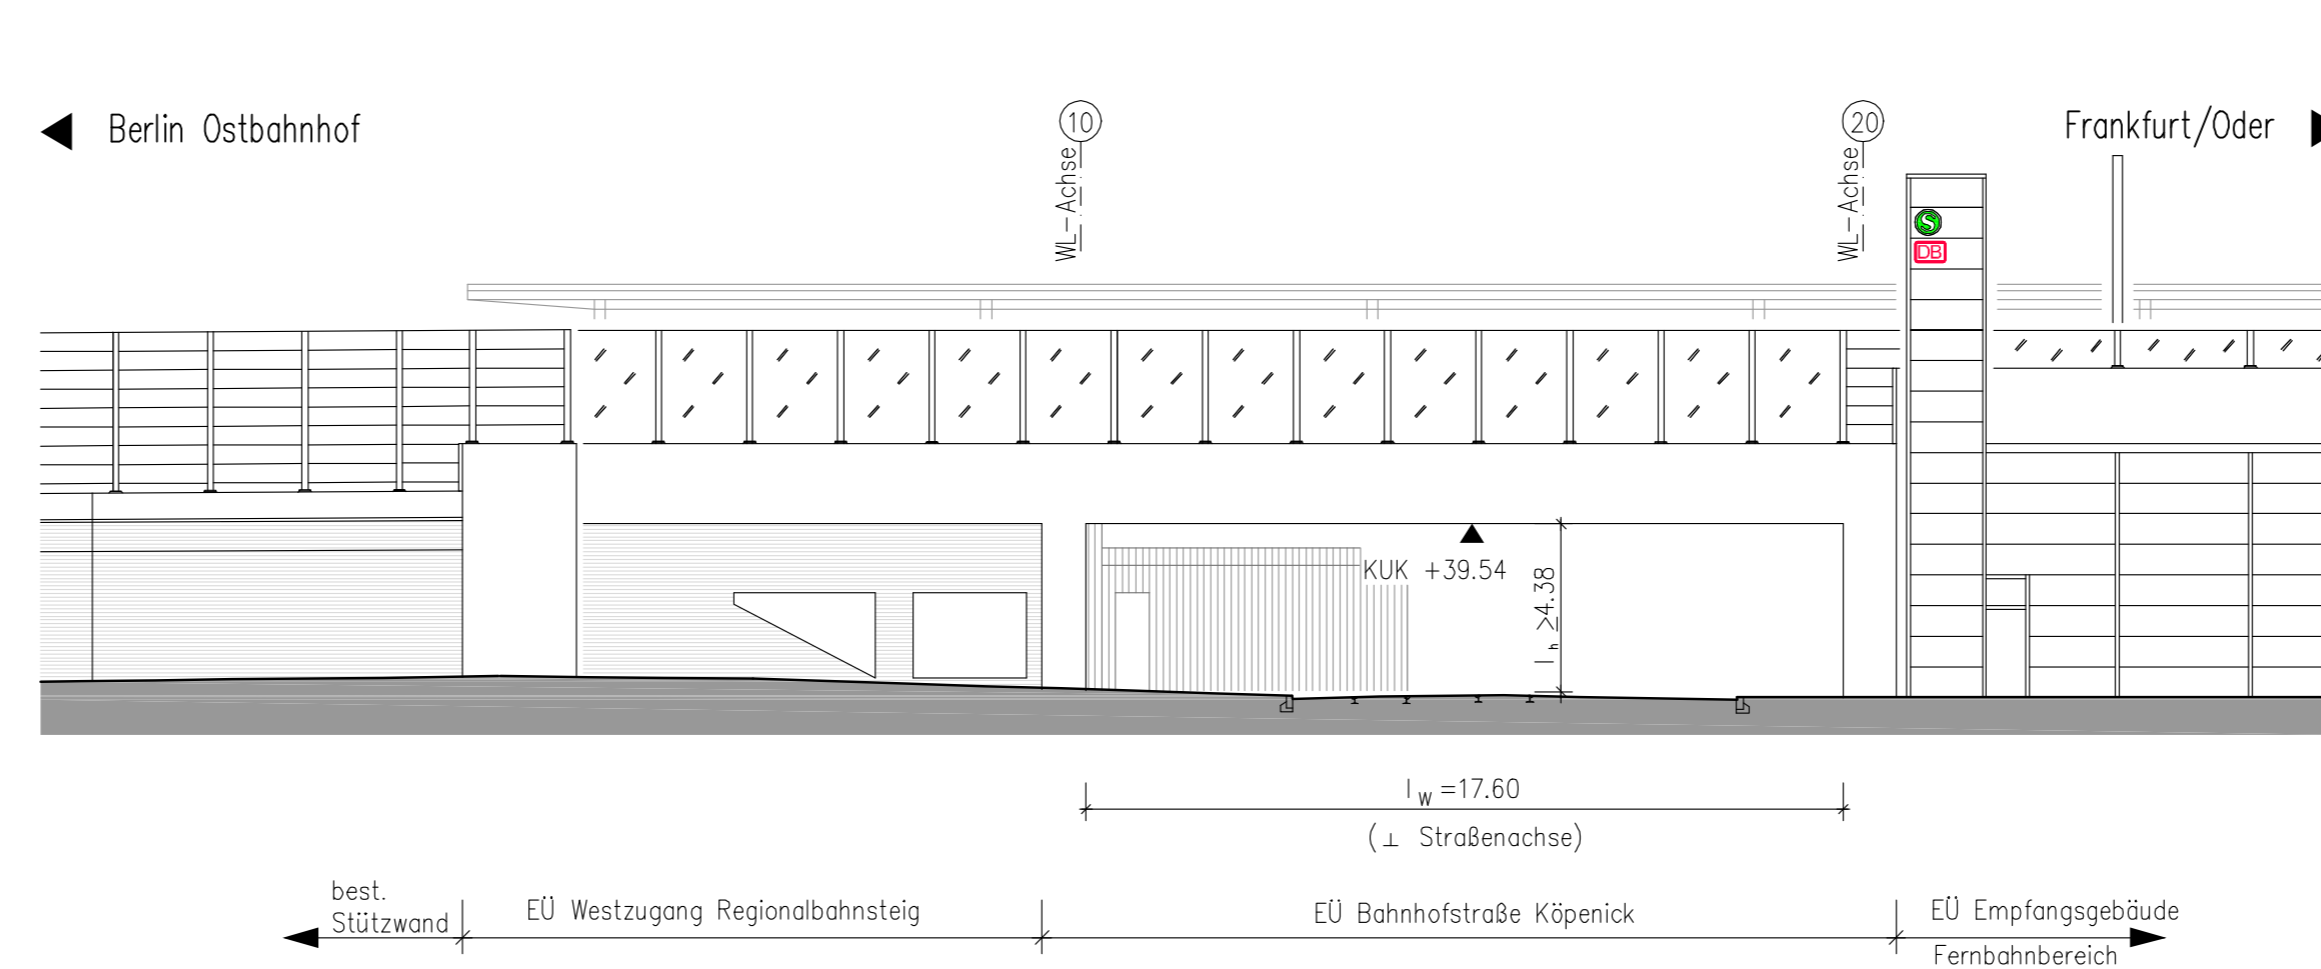 Berlin Ostbahnhof
WL-Achse 10
WL-Achse 20
Frankfurt/Oder
S
DB
KUK +39.54
lh ≥4.38
lW =17.60
(⊥ Straßenachse)
best.
Stützwand
EÜ Westzugang Regionalbahnsteig
EÜ Bahnhofstraße Köpenick
EÜ Empfangsgebäude
Fernbahnbereich